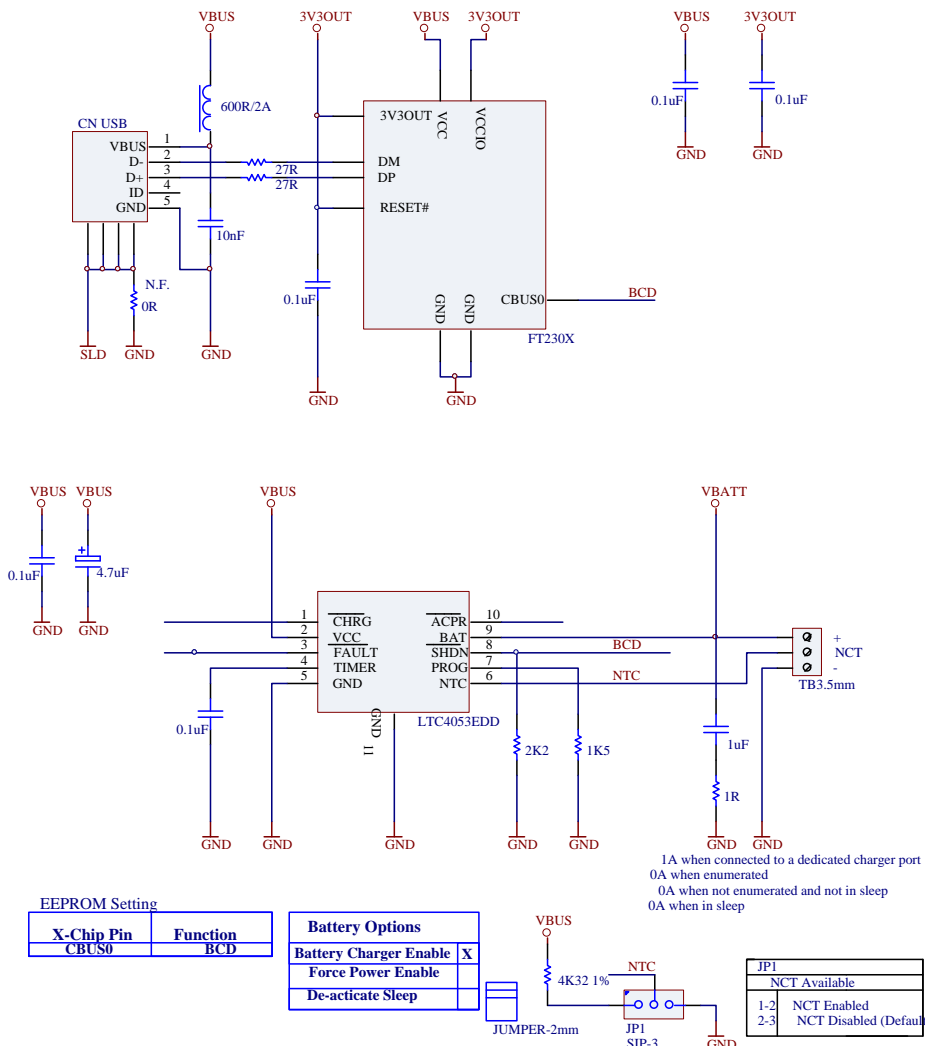 VBUS
3V3OUT
VBUS
3V3OUT
VBUS
3V3OUT
600R/2A
0.1uF
0.1uF
CN USB
VBUS
D-
D+
ID
GND
1
2
3
4
5
3V3OUT
VCC
VCCIO
DM
DP
RESET#
27R
27R
GND
GND
10nF
N.F.
0R
0.1uF
GND
GND
CBUS0
BCD
FT230X
SLD
GND
GND
GND
GND
VBUS
VBUS
VBUS
VBATT
0.1uF
+
4.7uF
GND
GND
1
2
3
4
5
CHRG
VCC
FAULT
TIMER
GND
ACPR
BAT
SHDN
PROG
NTC
10
9
8
7
6
BCD
NTC
+
NCT
-
TB3.5mm
GND
11
LTC4053EDD
0.1uF
2K2
1K5
1uF
1R
GND
GND
GND
GND
GND
GND
GND
1A when connected to a dedicated charger port
0A when enumerated
0A when not enumerated and not in sleep
0A when in sleep
EEPROM Setting
X-Chip Pin Function
CBUS0 BCD
Battery Options
Battery Charger Enable X
Force Power Enable
De-acticate Sleep
JUMPER-2mm
VBUS
4K32 1%
NTC
JP1
SIP-3
GND
JP1
NCT Available
1-2 NCT Enabled
2-3 NCT Disabled (Defaul